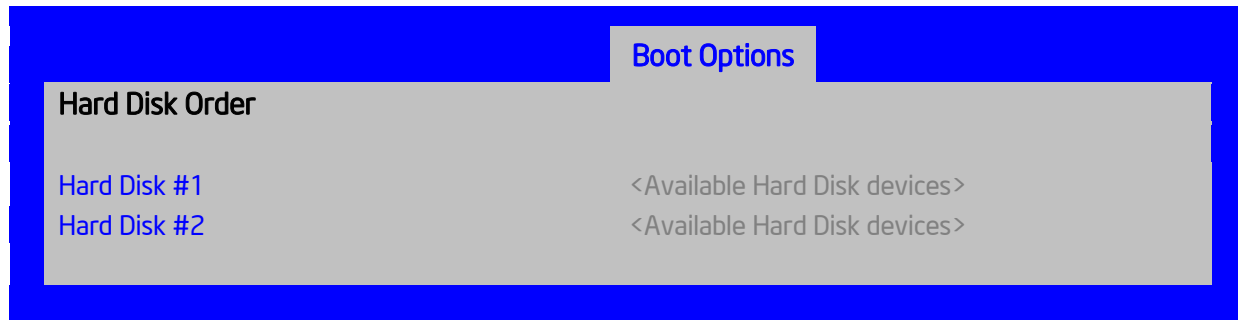 Boot Options
Hard Disk Order
Hard Disk #1 <Available Hard Disk devices>
Hard Disk #2 <Available Hard Disk devices>